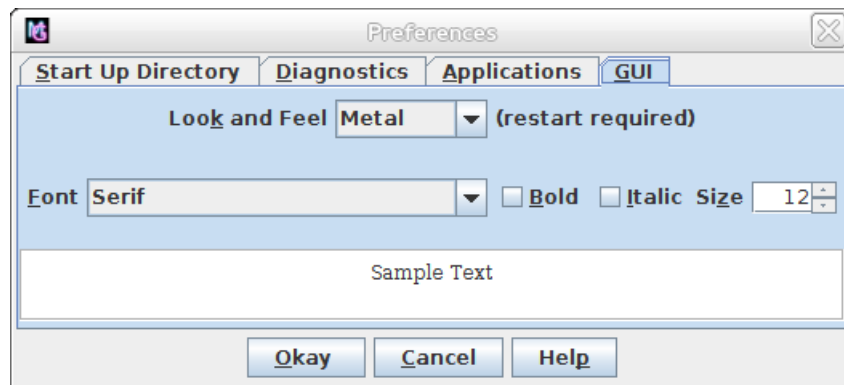 Preferences
Start Up Directory Diagnostics Applications GUI
Look and Feel Metal (restart required)
Font Serif Bold Italic Size 12
Sample Text
Okay Cancel Help